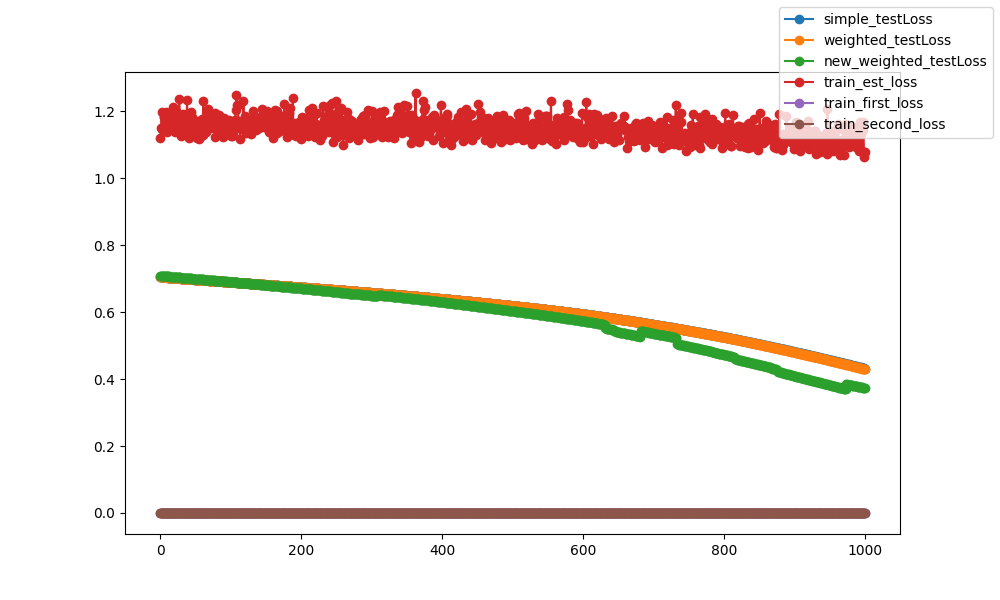 simple_testLoss
weighted_testLoss
new_weighted_testLoss
train_est_loss
train_first_loss
train_second_loss
1.2
1.0
0.8
0.6
0.4
0.2
0.0
0 200 400 600 800 1000